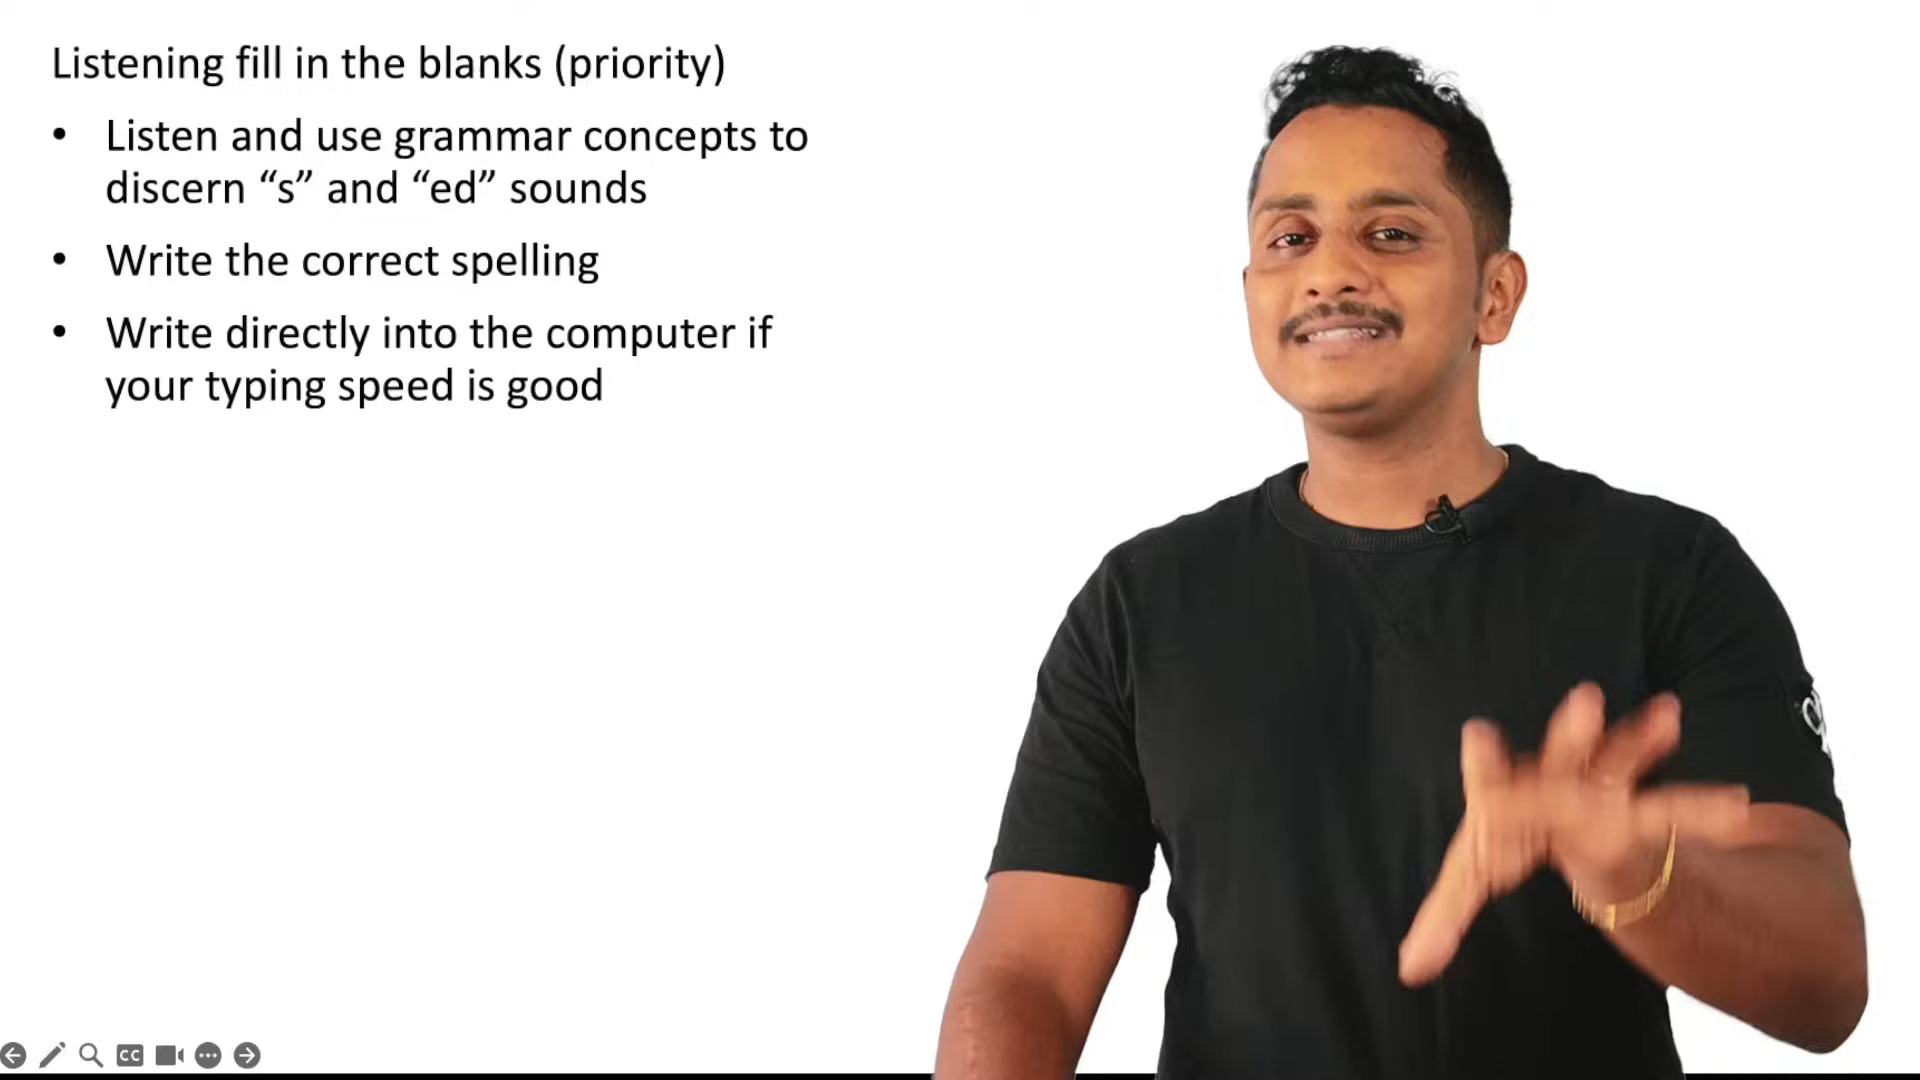 Listening fill in the blanks (priority)
• Listen and use grammar concepts to
discern “s” and “ed” sounds
• Write the correct spelling
• Write directly into the computer if
your typing speed is good
CC